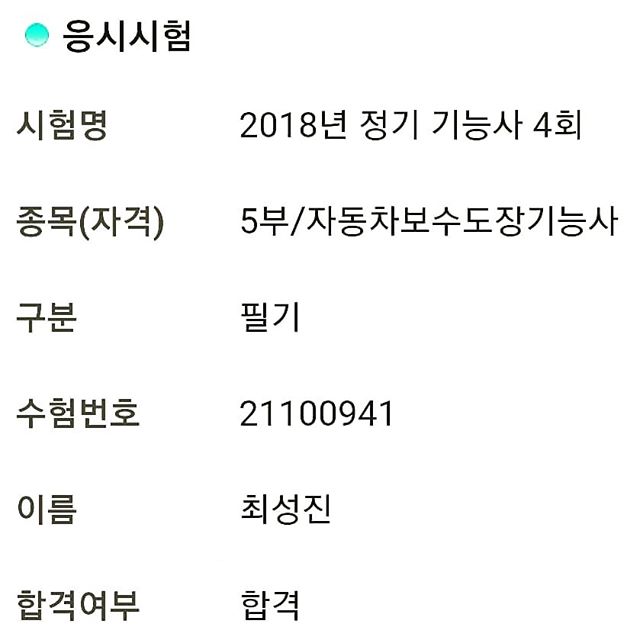 응시시험
시험명 2018년 정기 기능사 4회
종목(자격) 5부/자동차보수도장기능사
구분 필기
수험번호 21100941
이름 최성진
합격여부 합격